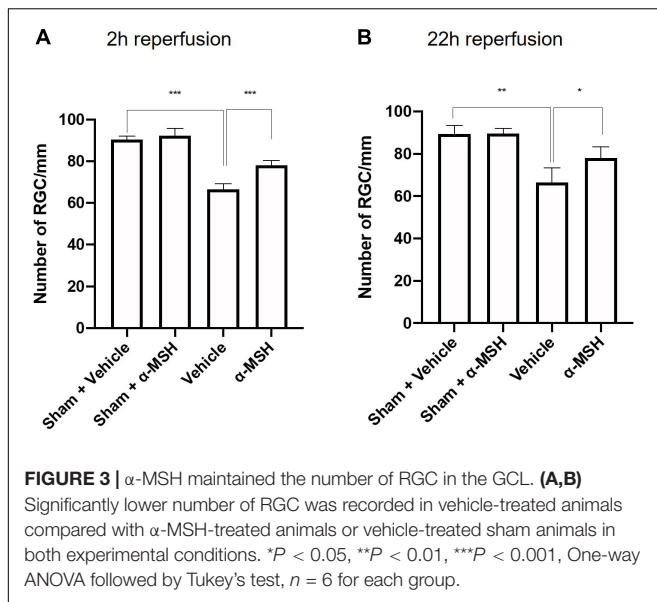 A 2h reperfusion
B 22h reperfusion
*** ***
** *
Number of RGC/mm
100
80
60
40
20
0
Sham + Vehicle
Sham + α-MSH
Vehicle
α-MSH
Number of RGC/mm
100
80
60
40
20
0
Sham + Vehicle
Sham + α-MSH
Vehicle
α-MSH
FIGURE 3 | α-MSH maintained the number of RGC in the GCL. (A,B)
Significantly lower number of RGC was recorded in vehicle-treated animals
compared with α-MSH-treated animals or vehicle-treated sham animals in
both experimental conditions. *P < 0.05, **P < 0.01, ***P < 0.001, One-way
ANOVA followed by Tukey’s test, n = 6 for each group.